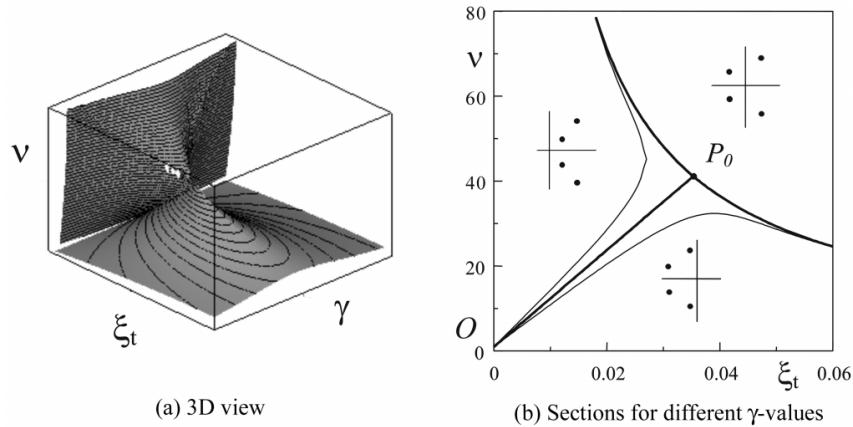 ν
ξt
γ
(a) 3D view
80
ν
60
40
20
0
O
P0
0
0.02
0.04
ξt
0.06
(b) Sections for different γ-values